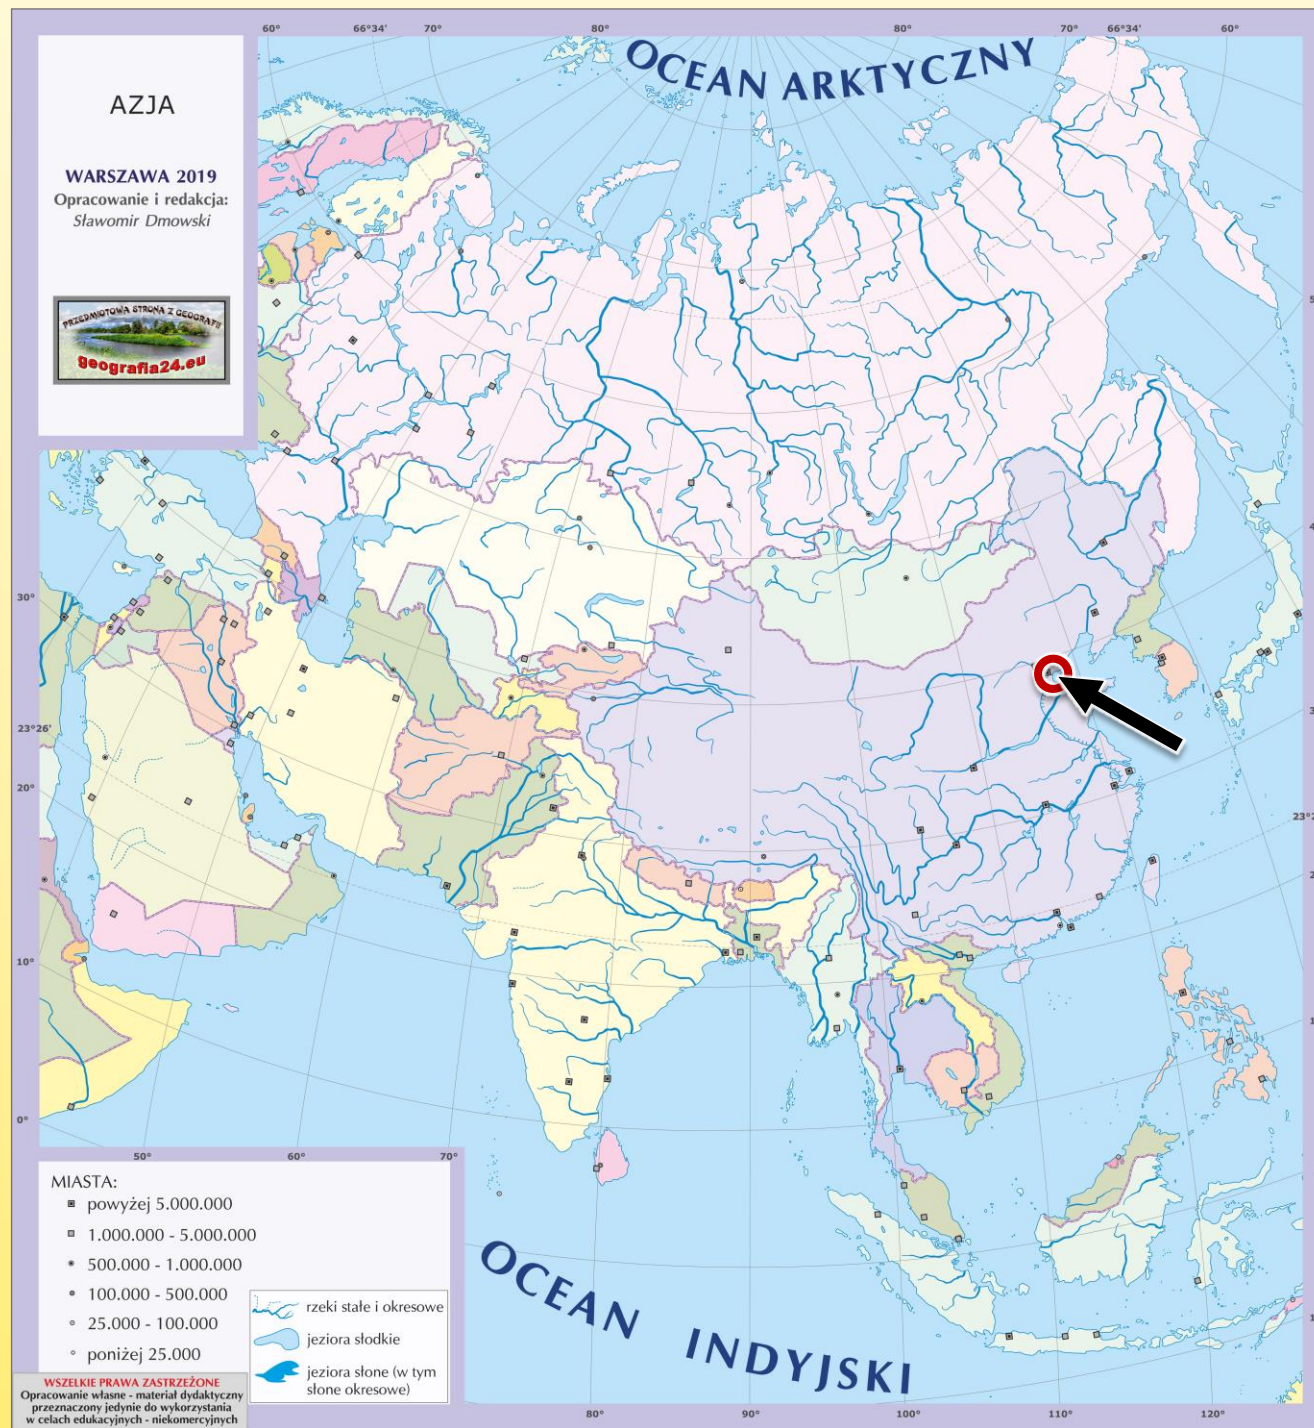 60°
66°34'
70°
80°
80°
70°
66°34'
60°
OCEAN ARKTYCZNY
AZJA
WARSZAWA 2019
Opracowanie i redakcja:
Sławomir Dmowski
PRZEDMIOTOWA STRONA Z GEOGRAFII
geografia24.eu
30°
23°26'
20°
10°
0°
50°
60°
70°
MIASTA:
powyżej 5.000.000
1.000.000 - 5.000.000
500.000 - 1.000.000
100.000 - 500.000
25.000 - 100.000
poniżej 25.000
rzeki stałe i okresowe
jeziora słodkie
jeziora słone (w tym
słone okresowe)
OCEAN INDYJSKI
WSZELKIE PRAWA ZASTRZEŻONE
Opracowanie własne - materiał dydaktyczny
przeznaczony jedynie do wykorzystania
w celach edukacyjnych - niekomercyjnych
80°
90°
100°
110°
120°